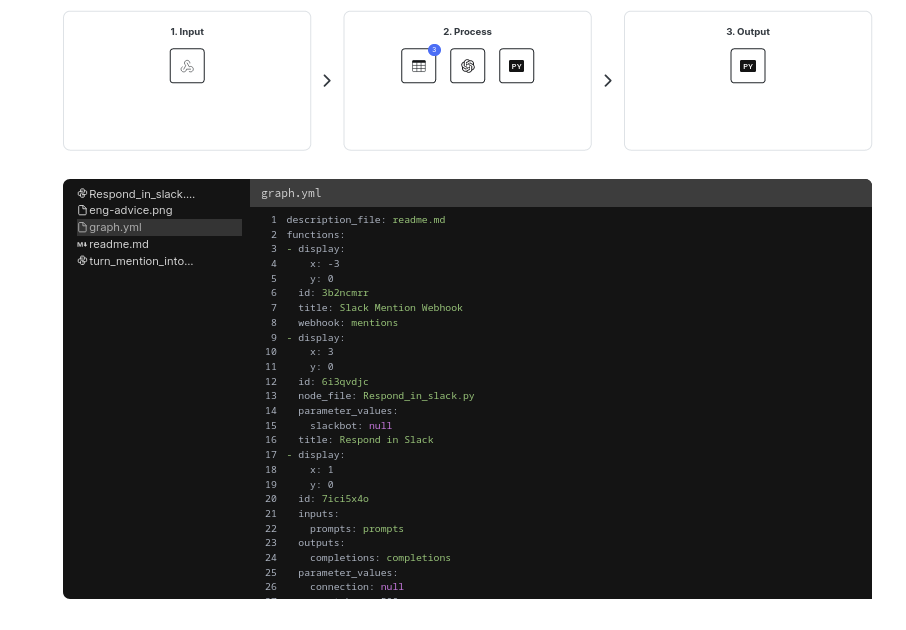 1. Input
2. Process
3. Output
3
PY
PY
Respond_in_slack....
eng-advice.png
graph.yml
readme.md
turn_mention_into...
graph.yml
1 description_file: readme.md
2 functions:
3 - display:
4 x: -3
5 y: 0
6 id: 3b2ncmrr
7 title: Slack Mention Webhook
8 webhook: mentions
9 - display:
10 x: 3
11 y: 0
12 id: 6i3qvdjc
13 node_file: Respond_in_slack.py
14 parameter_values:
15 slackbot: null
16 title: Respond in Slack
17 - display:
18 x: 1
19 y: 0
20 id: 7ici5x4o
21 inputs:
22 prompts: prompts
23 outputs:
24 completions: completions
25 parameter_values:
26 connection: null